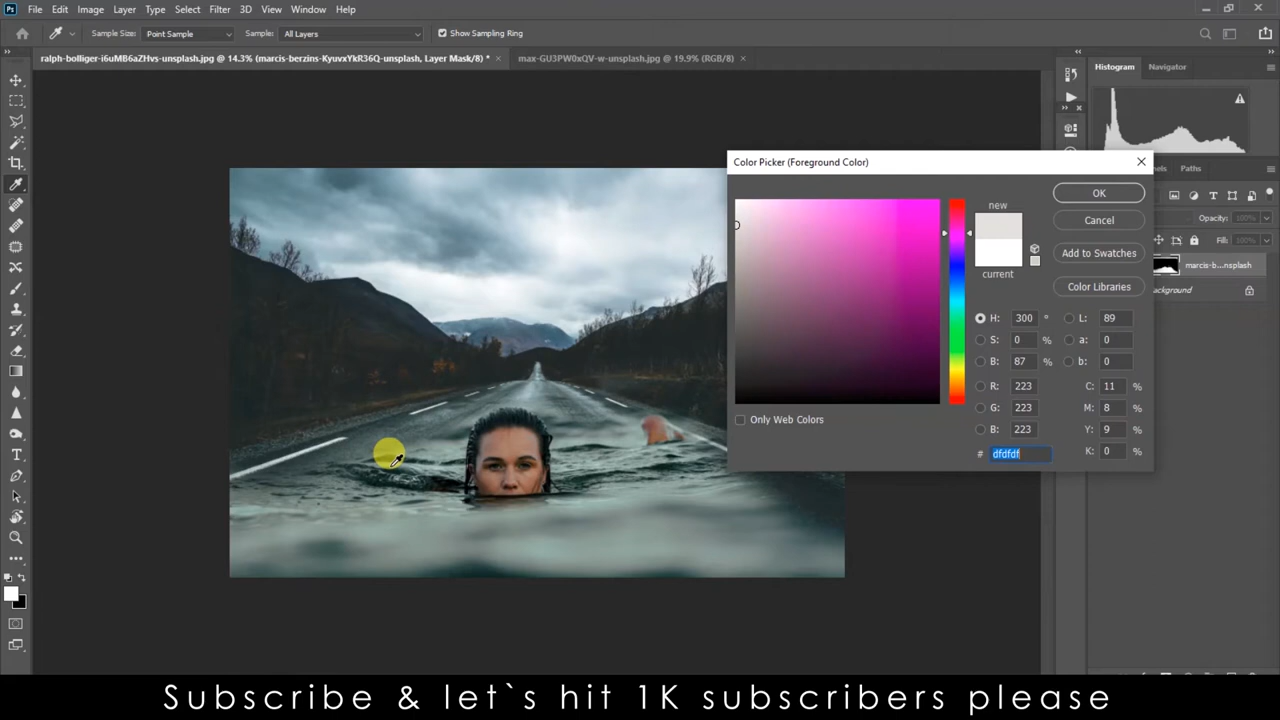 Ps File Edit Image Layer Type Select Filter 3D View Window Help
Sample Size: Point Sample Sample: All Layers Show Sampling Ring
ralph-bolliger-i6uMB6aZHvs-unsplash.jpg @ 14.3% (marcis-berzins-KyuvxYkR36Q-unsplash, Layer Mask/8) * × max-GU3PW0xQV-w-unsplash.jpg @ 19.9% (RGB/8) ×
Histogram Navigator
Color Picker (Foreground Color)
nels Paths
new
OK
Cancel
Opacity: 100%
Add to Swatches
Fill: 100%
current
marcis-b...nsplash
Color Libraries
ackground
H: 300 ° L: 89
S: 0 % a: 0
B: 87 % b: 0
R: 223 C: 11 %
G: 223 M: 8 %
Only Web Colors
B: 223 Y: 9 %
# dfdfdf K: 0 %
Subscribe & let`s hit 1K subscribers please